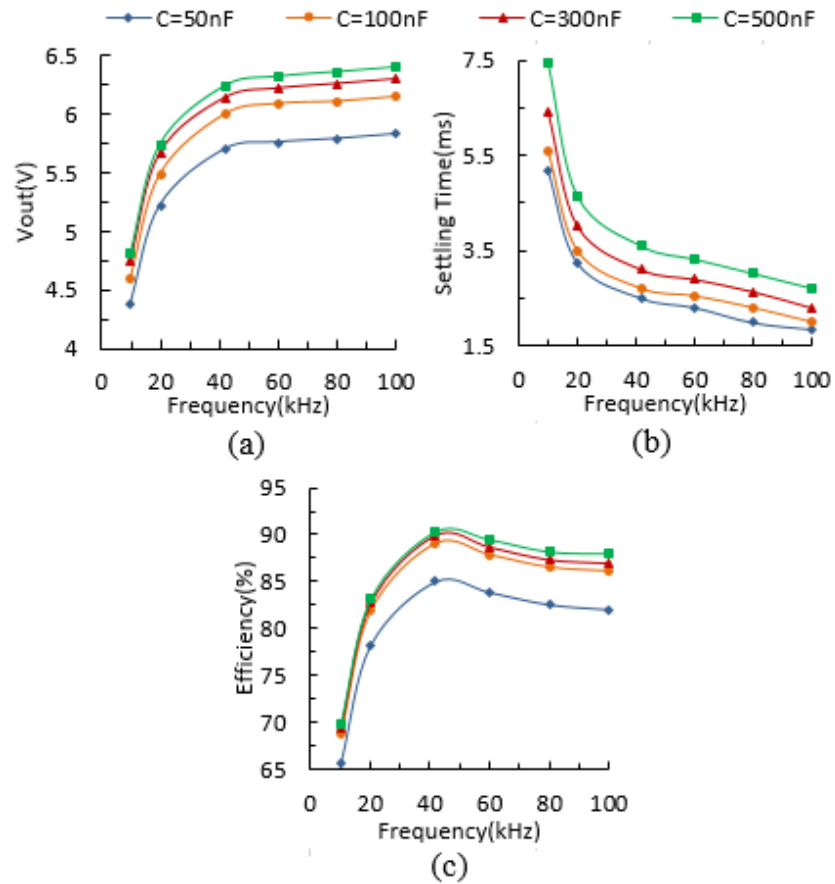 C=50nF C=100nF C=300nF C=500nF
6.5
6
5.5
5
4.5
4
Vout(V)
0 20 40 60 80 100
Frequency(kHz)
(a)
7.5
5.5
3.5
1.5
Settling Time(ms)
0 20 40 60 80 100
Frequency(kHz)
(b)
95
90
85
80
75
70
65
Efficiency(%)
0 20 40 60 80 100
Frequency(kHz)
(c)